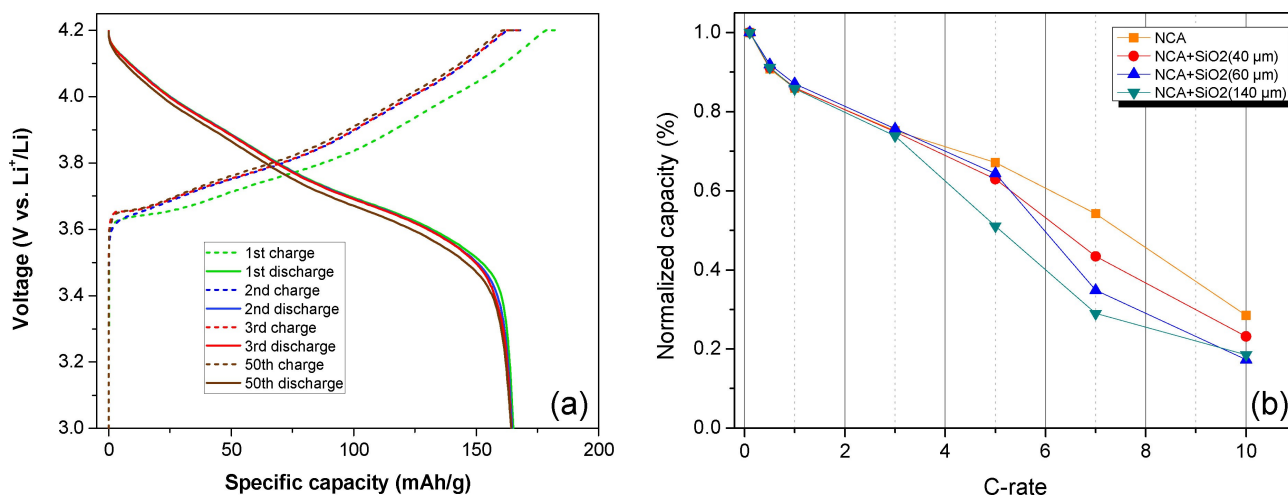 4.2
4.0
3.8
3.6
3.4
3.2
3.0
Voltage (V vs. Li⁺/Li)
1st charge
1st discharge
2nd charge
2nd discharge
3rd charge
3rd discharge
50th charge
50th discharge
(a)
0 50 100 150 200
Specific capacity (mAh/g)
1.0
0.8
0.6
0.4
0.2
0.0
Normalized capacity (%)
NCA
NCA+SiO2(40 µm)
NCA+SiO2(60 µm)
NCA+SiO2(140 µm)
(b)
0 2 4 6 8 10
C-rate